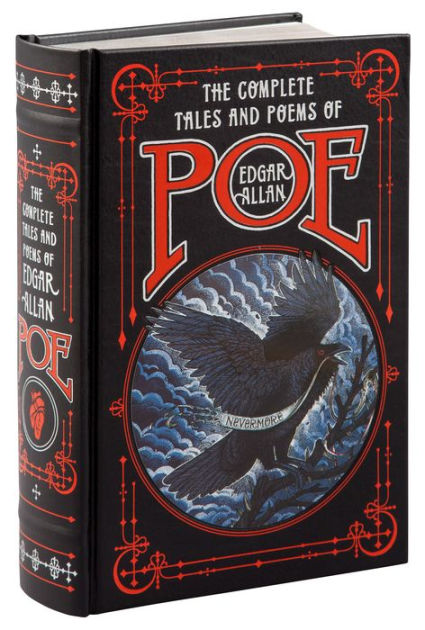 THE COMPLETE
TALES AND POEMS OF
EDGAR
ALLAN
POE
NEVERMORE
THE
COMPLETE
TALES AND
POEMS OF
EDGAR
ALLAN
POE